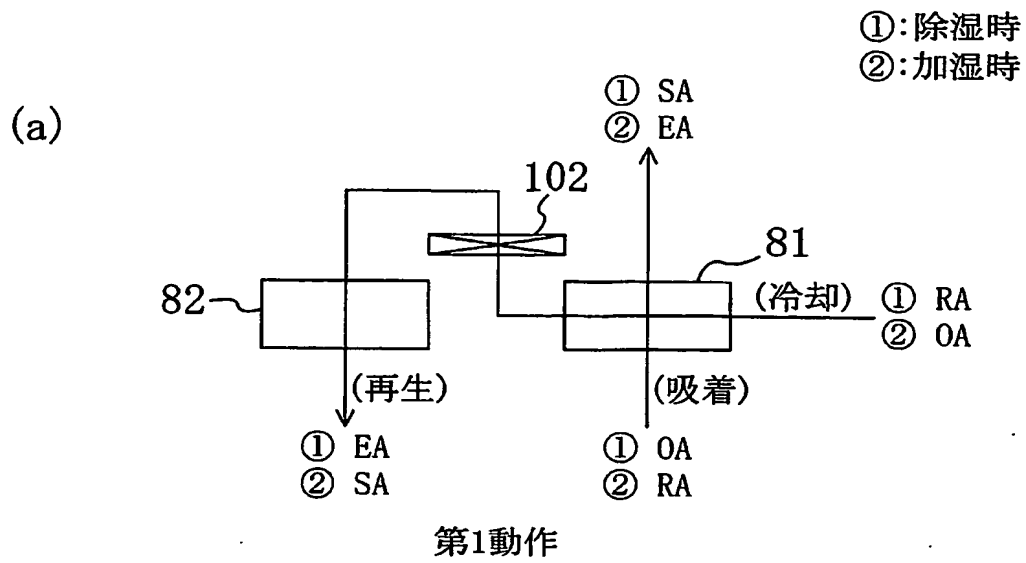 ①:除湿時
②:加湿時
(a)
① SA
② EA
102
81
82
(冷却)
① RA
② OA
(再生)
(吸着)
① EA
② SA
① OA
② RA
第1動作